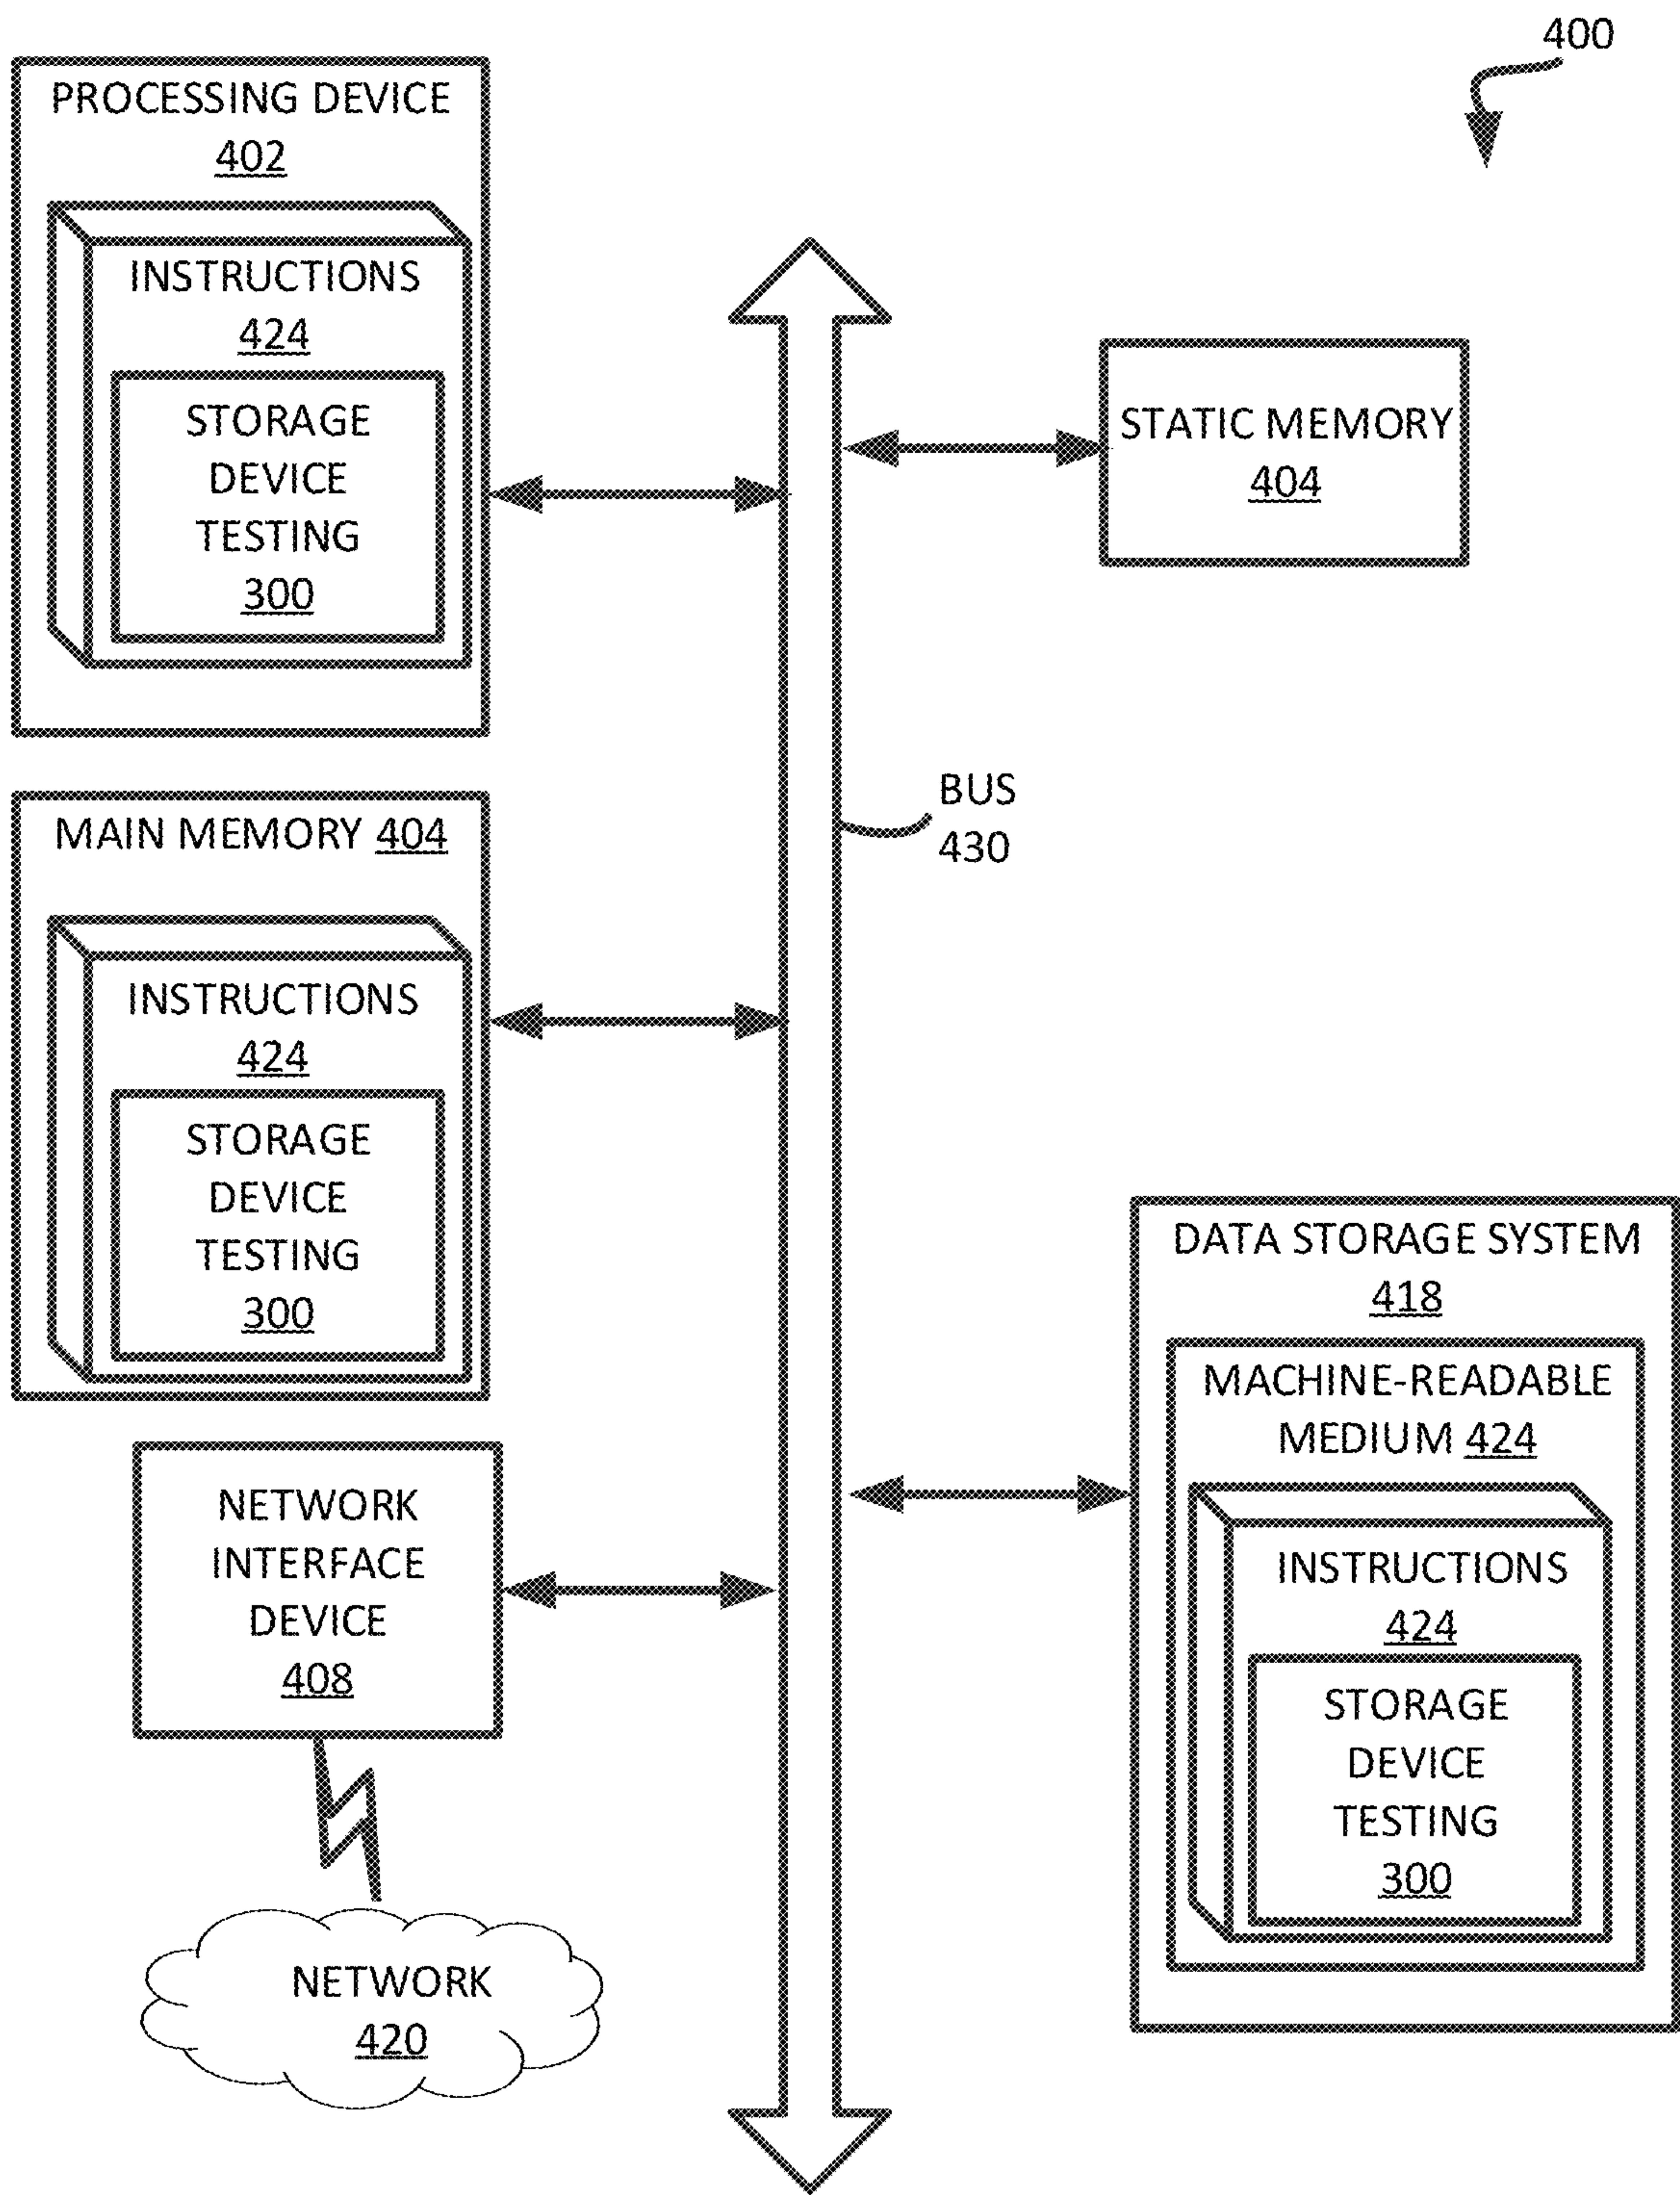 400
PROCESSING DEVICE
402
INSTRUCTIONS
424
STORAGE
DEVICE
TESTING
300
STATIC MEMORY
404
BUS
430
MAIN MEMORY 404
INSTRUCTIONS
424
STORAGE
DEVICE
TESTING
300
DATA STORAGE SYSTEM
418
MACHINE-READABLE
MEDIUM 424
INSTRUCTIONS
424
STORAGE
DEVICE
TESTING
300
NETWORK
INTERFACE
DEVICE
408
NETWORK
420